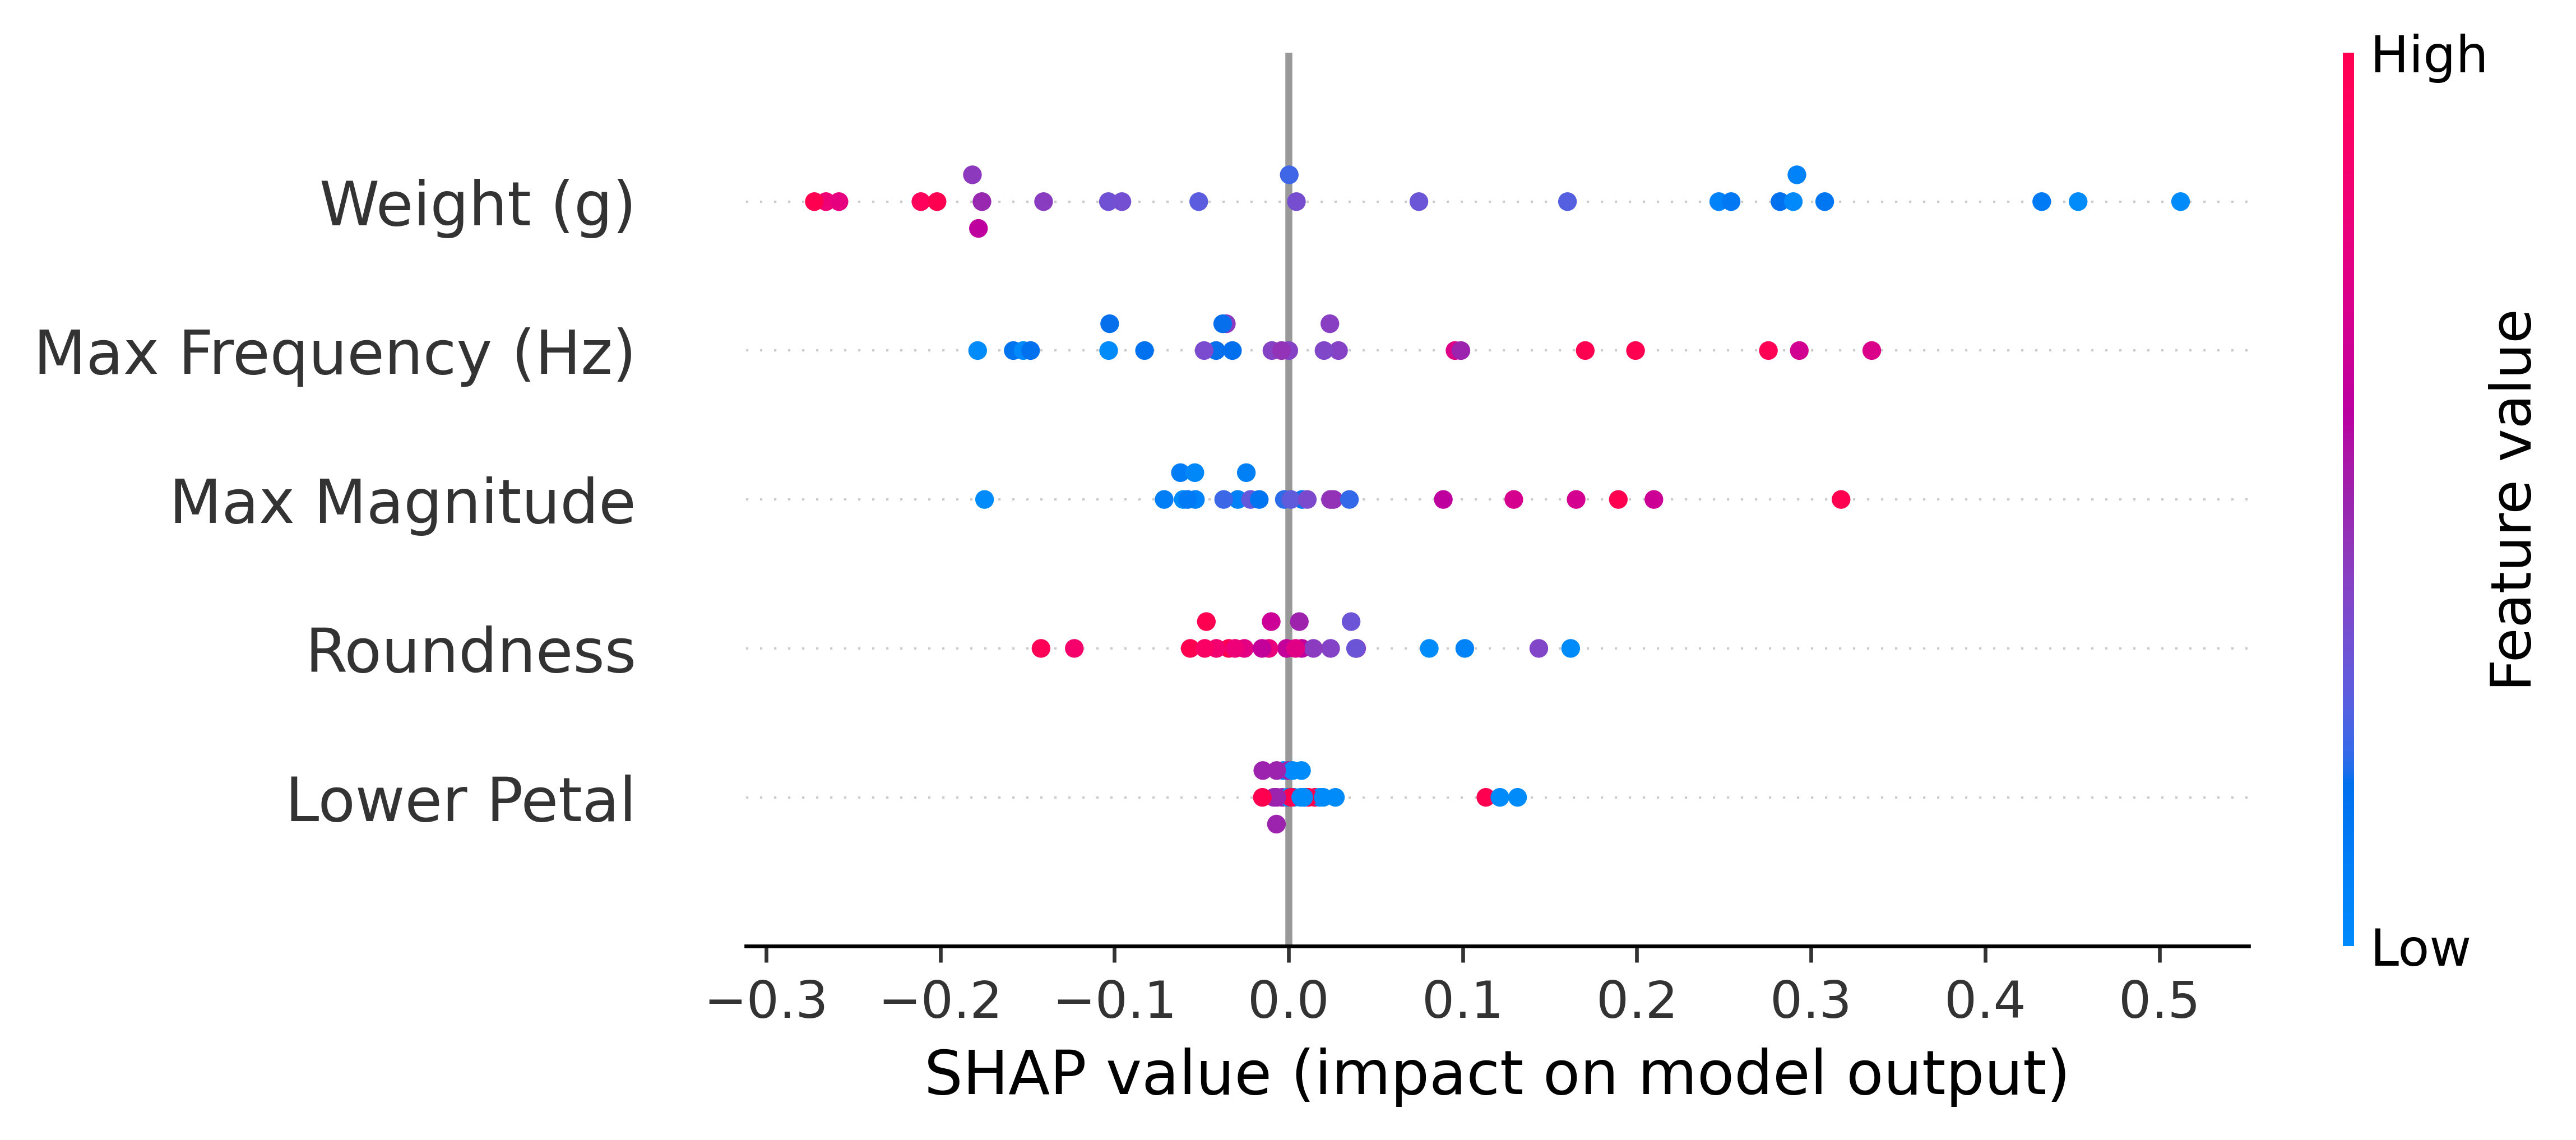 High
Weight (g)
Max Frequency (Hz)
Max Magnitude
Roundness
Lower Petal
Feature value
Low
−0.3 −0.2 −0.1 0.0 0.1 0.2 0.3 0.4 0.5
SHAP value (impact on model output)